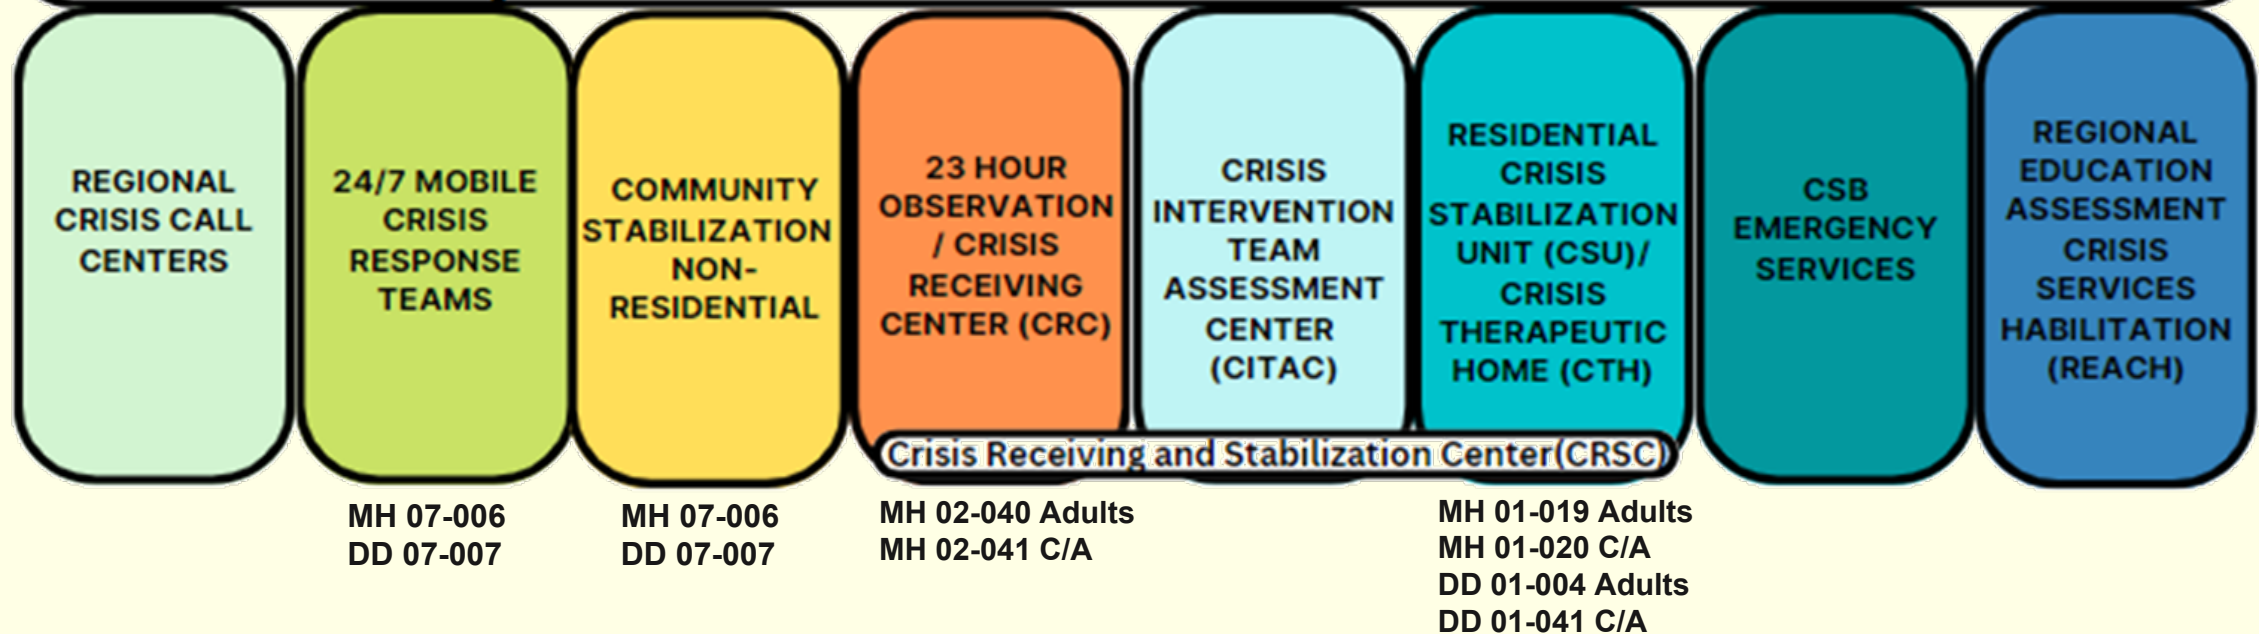 REGIONAL
CRISIS CALL
CENTERS
24/7 MOBILE
CRISIS
RESPONSE
TEAMS
COMMUNITY
STABILIZATION
NON-
RESIDENTIAL
23 HOUR
OBSERVATION
/ CRISIS
RECEIVING
CENTER (CRC)
CRISIS
INTERVENTION
TEAM
ASSESSMENT
CENTER
(CITAC)
RESIDENTIAL
CRISIS
STABILIZATION
UNIT (CSU)/
CRISIS
THERAPEUTIC
HOME (CTH)
CSB
EMERGENCY
SERVICES
REGIONAL
EDUCATION
ASSESSMENT
CRISIS
SERVICES
HABILITATION
(REACH)
Crisis Receiving and Stabilization Center(CRSC)
MH 07-006
DD 07-007
MH 07-006
DD 07-007
MH 02-040 Adults
MH 02-041 C/A
MH 01-019 Adults
MH 01-020 C/A
DD 01-004 Adults
DD 01-041 C/A